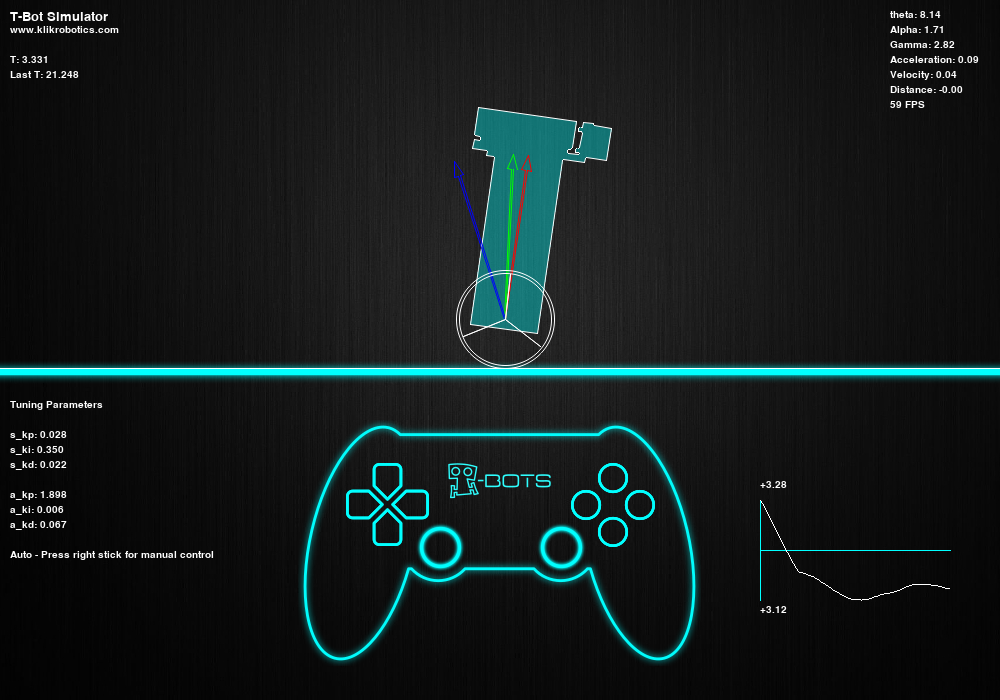 T-Bot Simulator
www.klikrobotics.com
T: 3.331
Last T: 21.248
theta: 8.14
Alpha: 1.71
Gamma: 2.82
Acceleration: 0.09
Velocity: 0.04
Distance: -0.00
59 FPS
Tuning Parameters
s_kp: 0.028
s_ki: 0.350
s_kd: 0.022
a_kp: 1.898
a_ki: 0.006
a_kd: 0.067
Auto - Press right stick for manual control
-BOTS
+3.28
+3.12